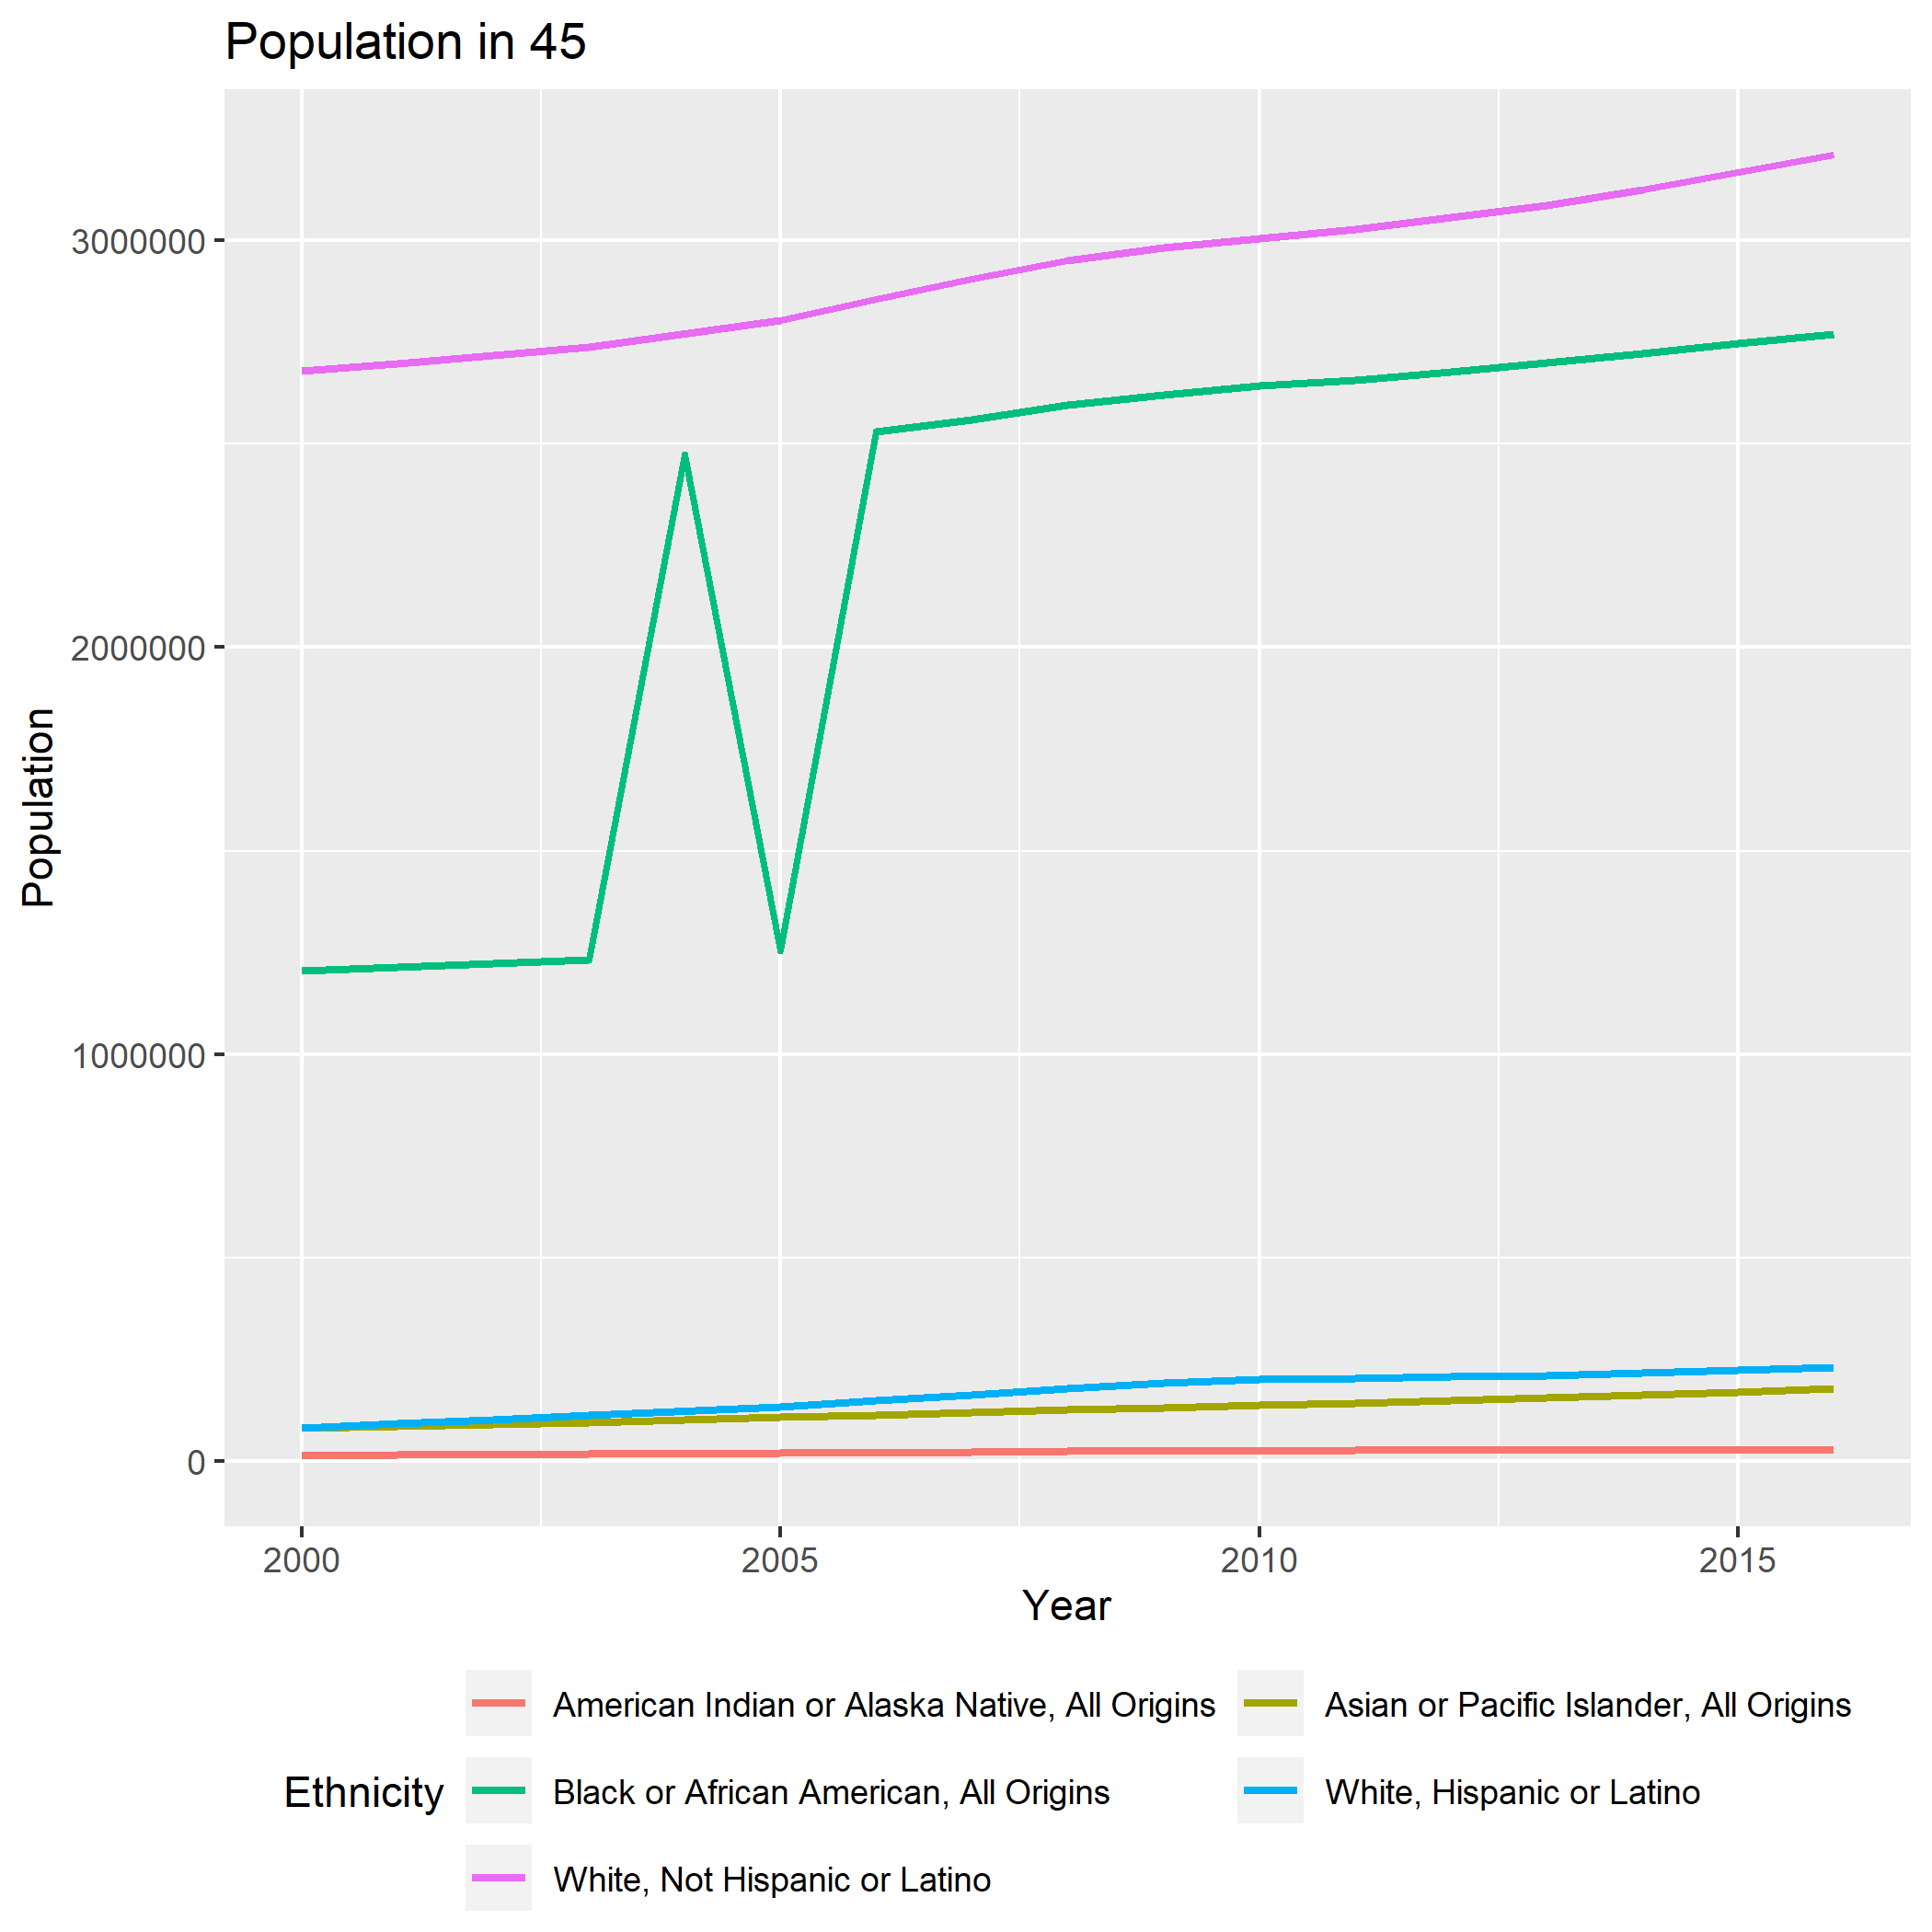 Population in 45
3000000
2000000
1000000
0
Population
2000 2005 2010 2015
Year
Ethnicity
American Indian or Alaska Native, All Origins
Asian or Pacific Islander, All Origins
Black or African American, All Origins
White, Hispanic or Latino
White, Not Hispanic or Latino